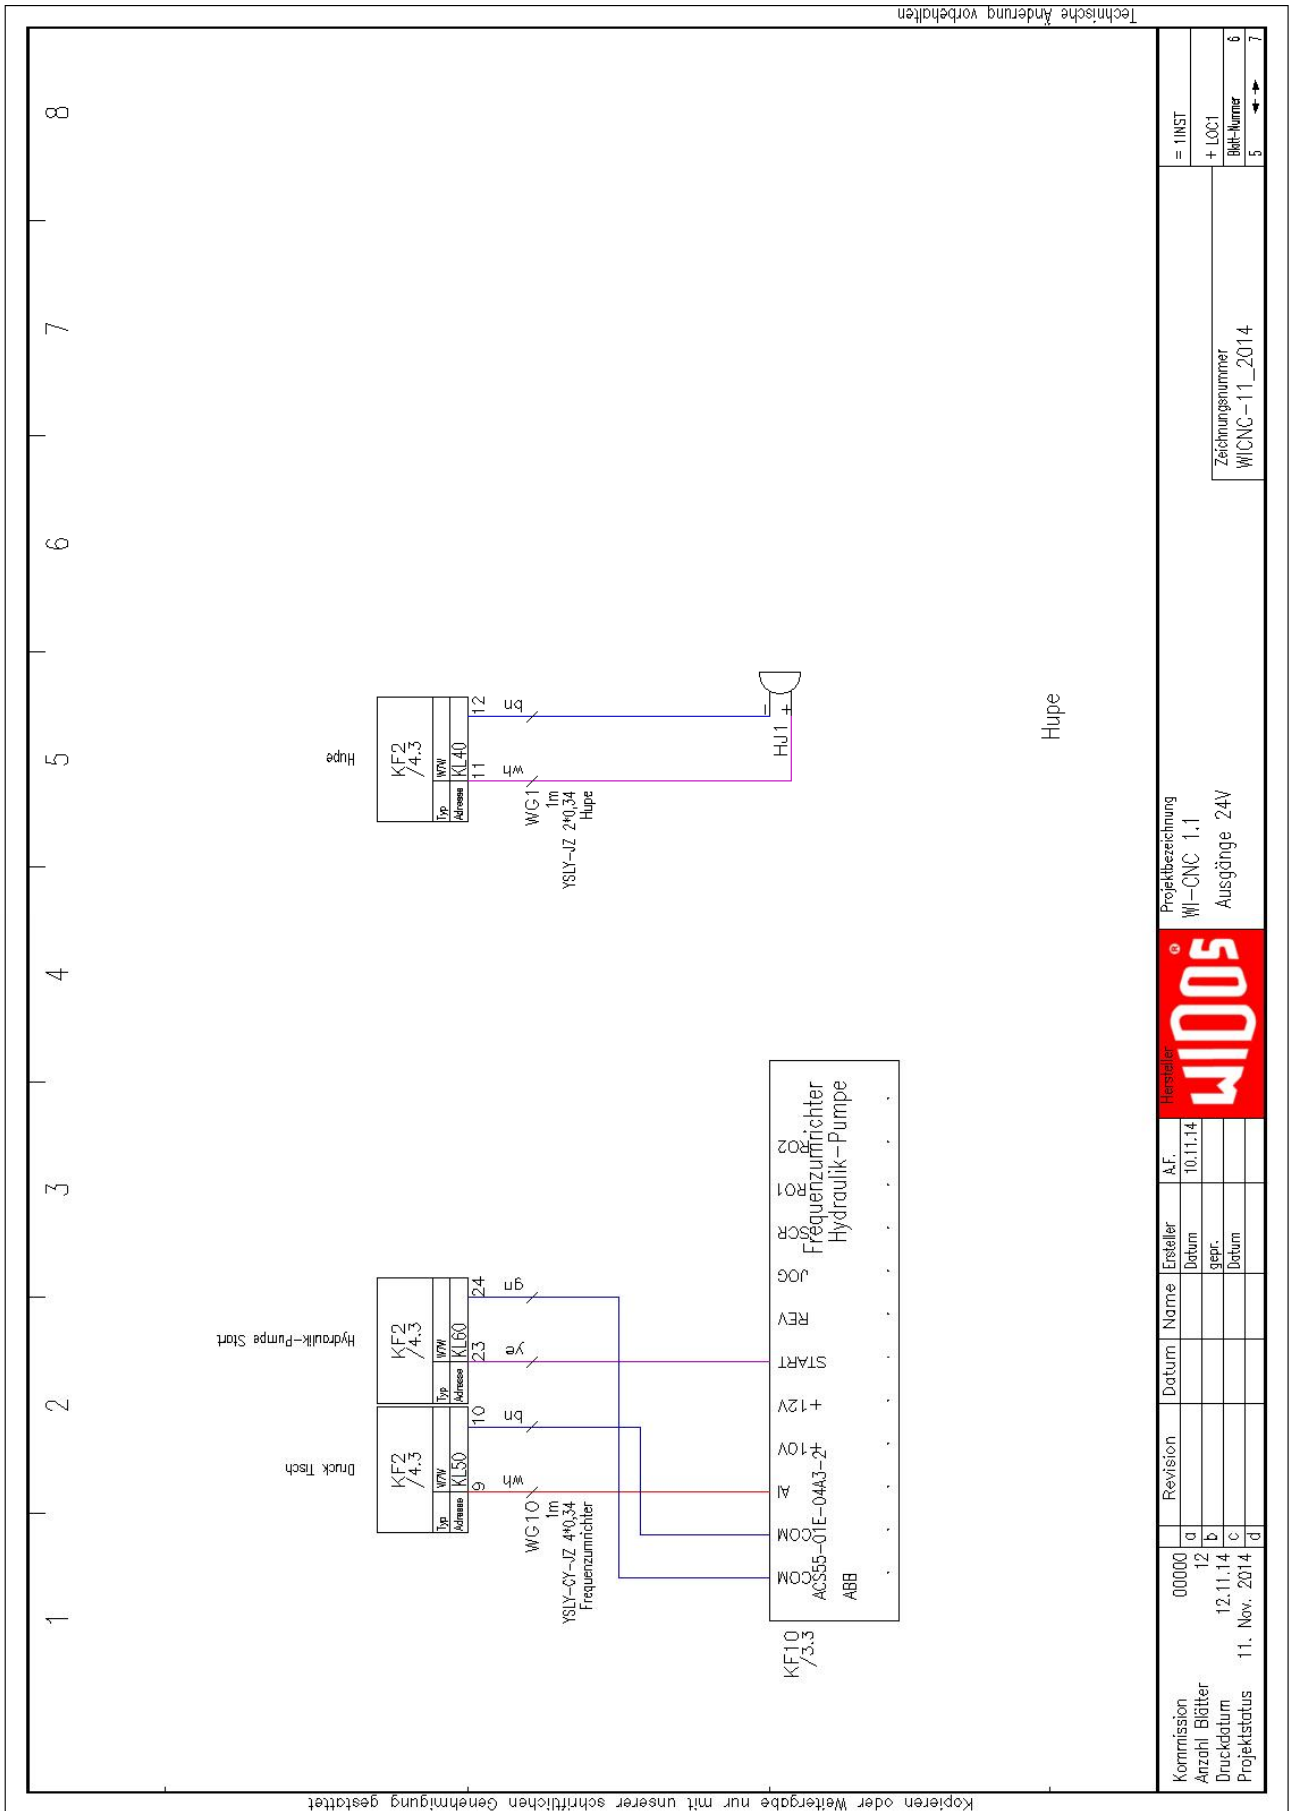 Technische Änderung vorbehalten
Kopieren oder Weitergabe nur mit unserer schriftlichen Genehmigung gestattet
1
2
3
4
5
6
7
8
Druck Tisch
KF2
/4.3
Typ W7W
Adresse KL50
9
10
wh
bn
Hydraulik-Pumpe Start
KF2
/4.3
Typ W7W
Adresse KL60
23
24
ye
gn
WG10
1m
YSLY-CY-JZ 4*0,34
Frequenzumrichter
Hupe
KF2
/4.3
Typ W7W
Adresse KL40
11
12
wh
bn
WG1
1m
YSLY-JZ 2*0,34
Hupe
HJ1
+
-
Hupe
KF10
/3.3
COM
COM
AI
+10V
+12V
START
REV
JOG
SCR
RO1
RO2
ACS55-01E-04A3-2
ABB
Frequenzumrichter
Hydraulik-Pumpe
Kommission 00000
Anzahl Blätter 12
Druckdatum 12.11.14
Projektstatus 11. Nov. 2014
a
b
c
d
Revision
Datum
Name
Ersteller A.F.
Datum 10.11.14
gepr.
Datum
Hersteller
WIDOS®
Projektbezeichnung
WI-CNC 1.1
Ausgänge 24V
Zeichnungsnummer
WICNC-11_2014
= 1INST
+ LOC1
Blatt-Nummer 6
5 7